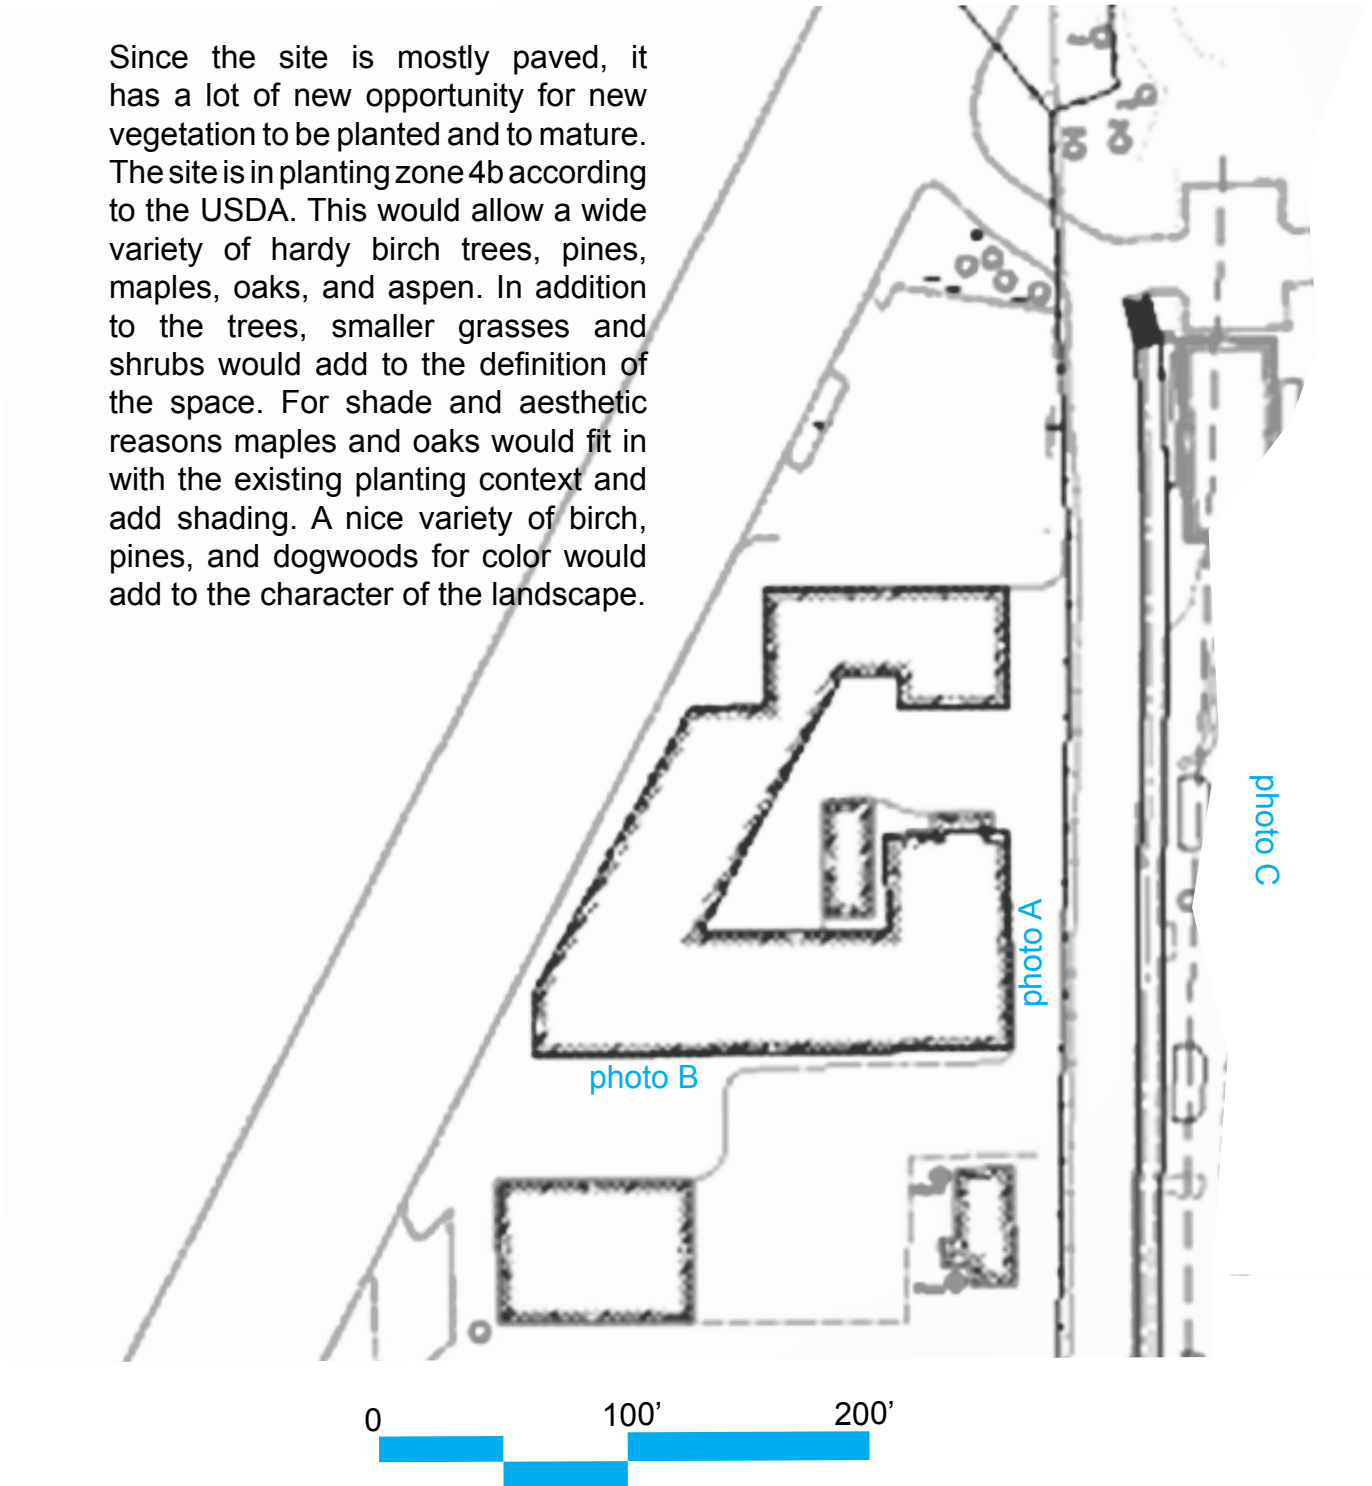 Since the site is mostly paved, it
has a lot of new opportunity for new
vegetation to be planted and to mature.
The site is in planting zone 4b according
to the USDA. This would allow a wide
variety of hardy birch trees, pines,
maples, oaks, and aspen. In addition
to the trees, smaller grasses and
shrubs would add to the definition of
the space. For shade and aesthetic
reasons maples and oaks would fit in
with the existing planting context and
add shading. A nice variety of birch,
pines, and dogwoods for color would
add to the character of the landscape.
photo C
photo A
photo B
0
100’
200’